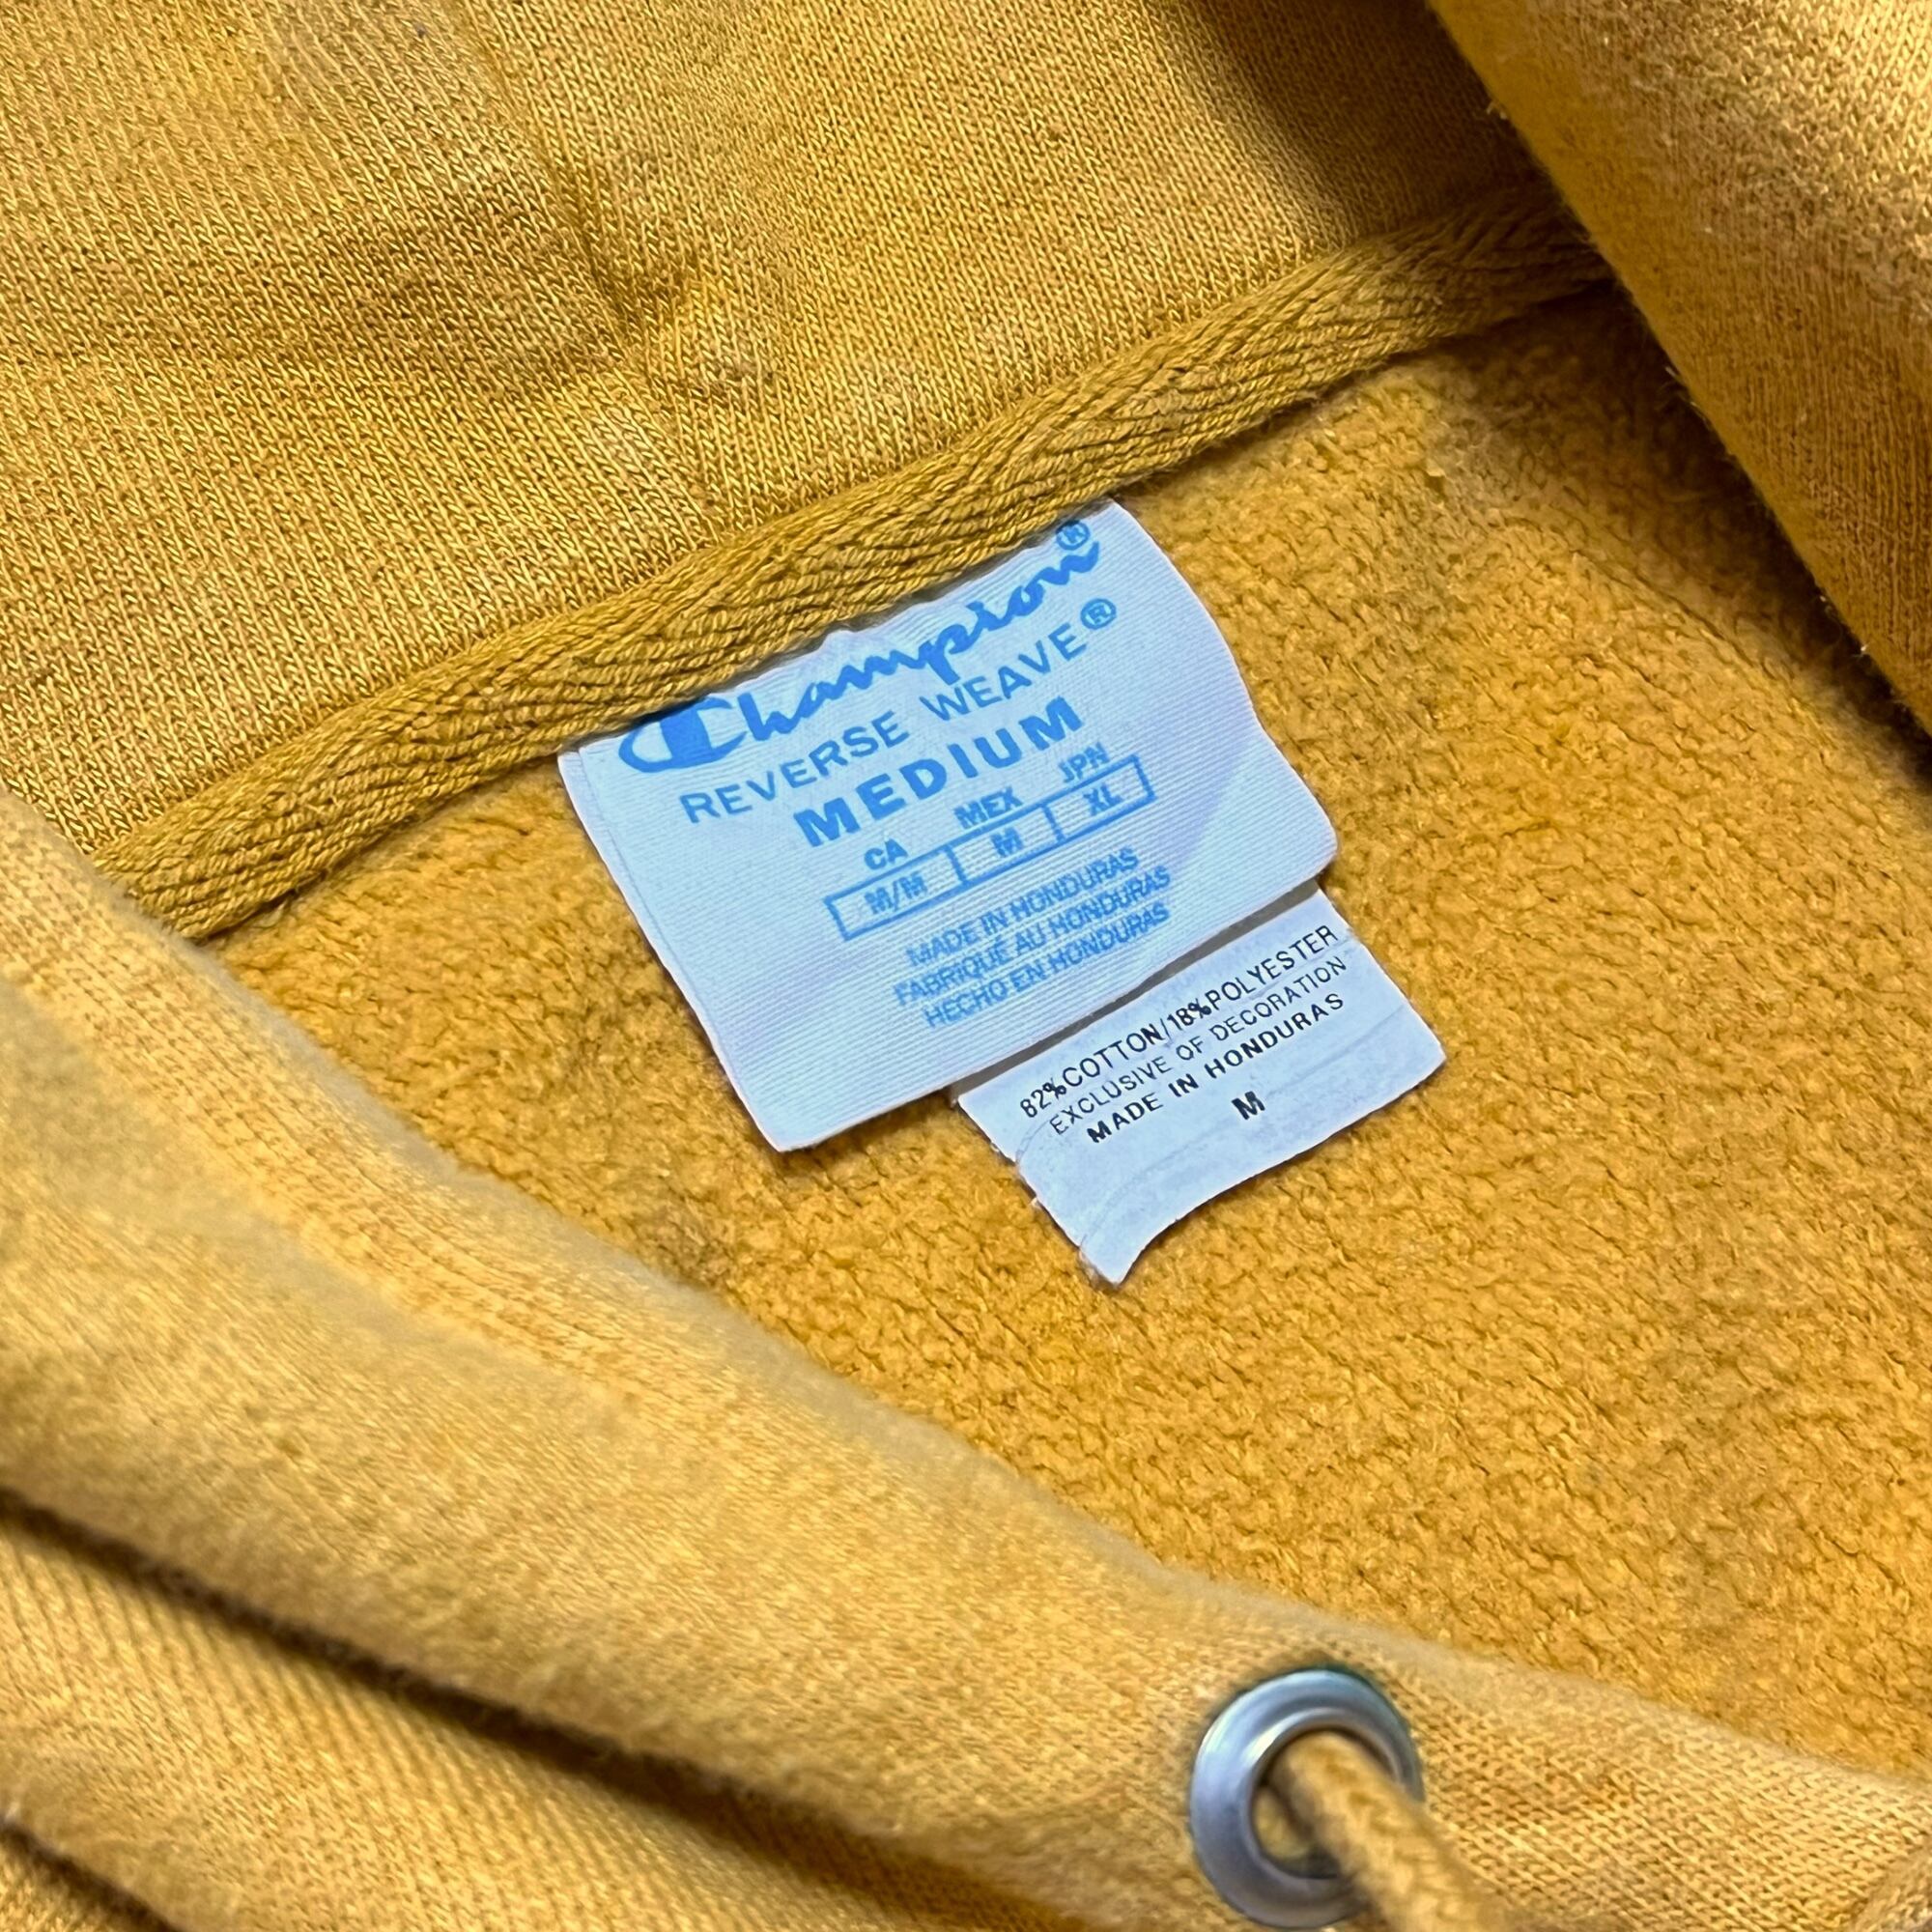 Champion®
REVERSE WEAVE®
MEDIUM
CA MEX JPN
M/M M XL
MADE IN HONDURAS
FABRIQUÉ AU HONDURAS
HECHO EN HONDURAS
82%COTTON/18%POLYESTER
EXCLUSIVE OF DECORATION
MADE IN HONDURAS
M